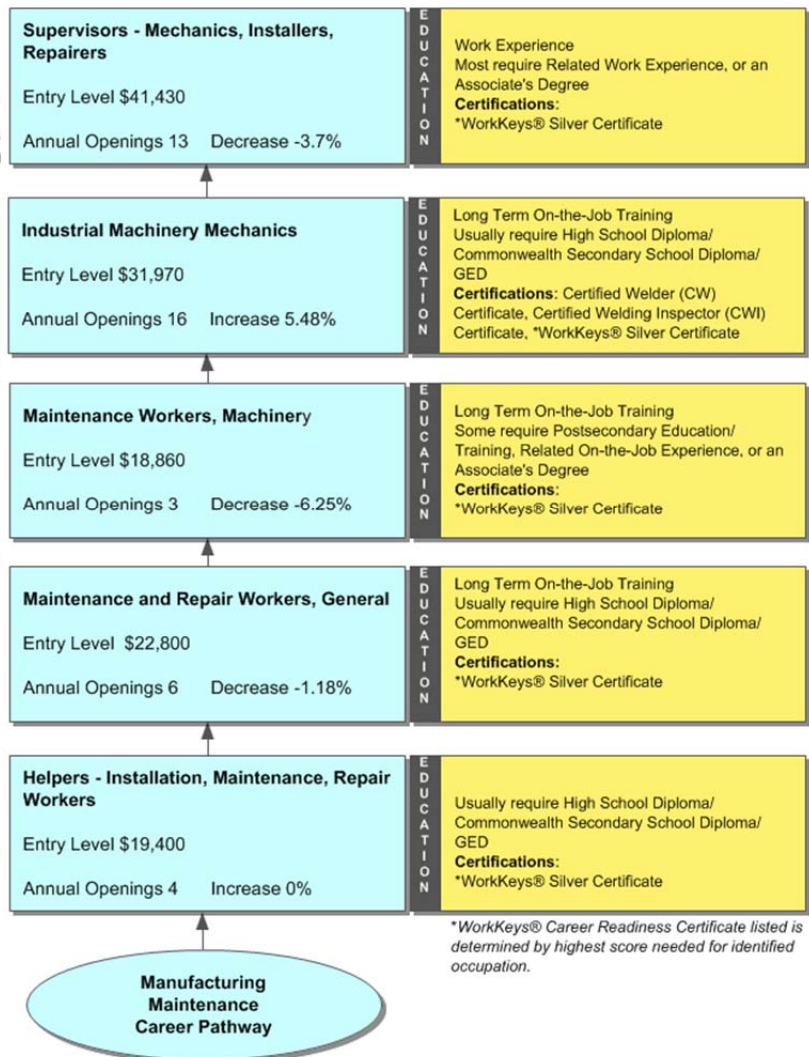 Supervisors - Mechanics, Installers,
Repairers
Entry Level $41,430
Annual Openings 13 Decrease -3.7%
EDUCATION
Work Experience
Most require Related Work Experience, or an
Associate's Degree
Certifications:
*WorkKeys® Silver Certificate
Industrial Machinery Mechanics
Entry Level $31,970
Annual Openings 16 Increase 5.48%
EDUCATION
Long Term On-the-Job Training
Usually require High School Diploma/
Commonwealth Secondary School Diploma/
GED
Certifications: Certified Welder (CW)
Certificate, Certified Welding Inspector (CWI)
Certificate, *WorkKeys® Silver Certificate
Maintenance Workers, Machinery
Entry Level $18,860
Annual Openings 3 Decrease -6.25%
EDUCATION
Long Term On-the-Job Training
Some require Postsecondary Education/
Training, Related On-the-Job Experience, or an
Associate's Degree
Certifications:
*WorkKeys® Silver Certificate
Maintenance and Repair Workers, General
Entry Level $22,800
Annual Openings 6 Decrease -1.18%
EDUCATION
Long Term On-the-Job Training
Usually require High School Diploma/
Commonwealth Secondary School Diploma/
GED
Certifications:
*WorkKeys® Silver Certificate
Helpers - Installation, Maintenance, Repair
Workers
Entry Level $19,400
Annual Openings 4 Increase 0%
EDUCATION
Usually require High School Diploma/
Commonwealth Secondary School Diploma/
GED
Certifications:
*WorkKeys® Silver Certificate
*WorkKeys® Career Readiness Certificate listed is
determined by highest score needed for identified
occupation.
Manufacturing
Maintenance
Career Pathway